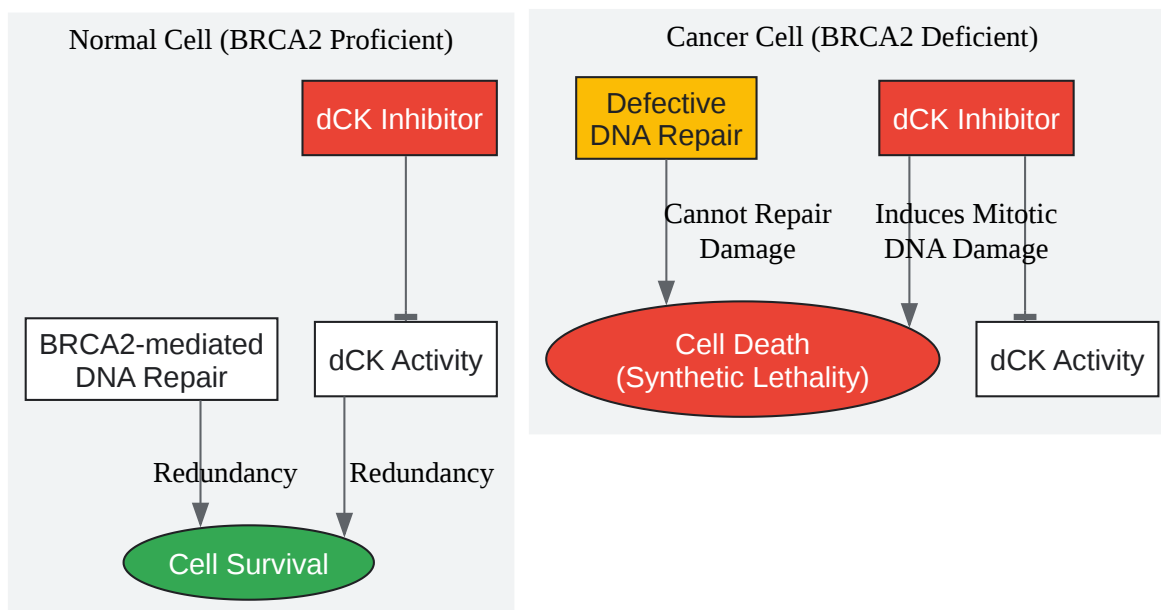 Normal Cell (BRCA2 Proficient)
dCK Inhibitor
BRCA2-mediated
DNA Repair
dCK Activity
Redundancy
Redundancy
Cell Survival
Cancer Cell (BRCA2 Deficient)
Defective
DNA Repair
dCK Inhibitor
Cannot Repair
Damage
Induces Mitotic
DNA Damage
Cell Death
(Synthetic Lethality)
dCK Activity